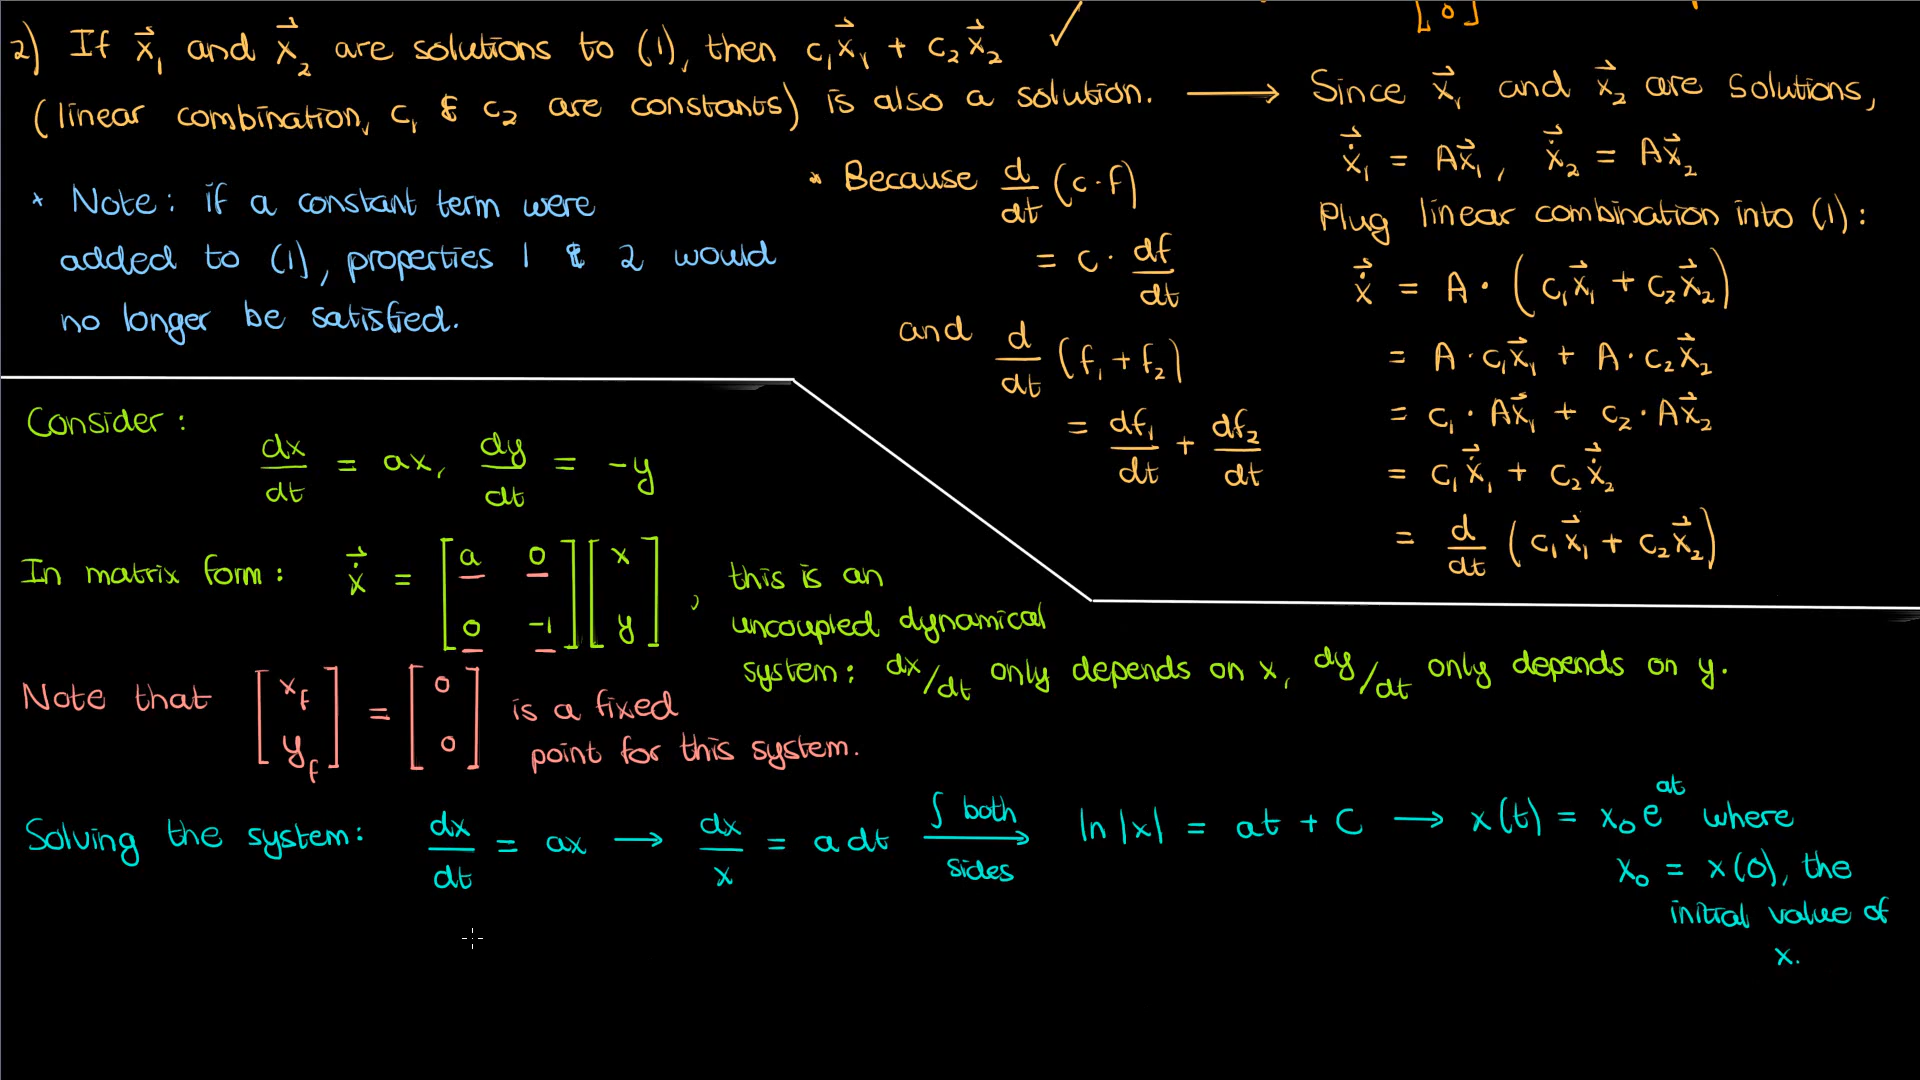 [0]
2) If x⃗₁ and x⃗₂ are solutions to (1), then c₁x⃗₁ + c₂x⃗₂ ✓
(linear combination, c₁ & c₂ are constants) is also a solution. ⟶
* Note: if a constant term were
added to (1), properties 1 & 2 would
no longer be satisfied.
* Because d/dt (c·f)
= c · df/dt
and d/dt (f₁ + f₂)
= df₁/dt + df₂/dt
Since x⃗₁ and x⃗₂ are solutions,
ẋ⃗₁ = Ax⃗₁, ẋ⃗₂ = Ax⃗₂
Plug linear combination into (1):
ẋ⃗ = A · (c₁x⃗₁ + c₂x⃗₂)
= A · c₁x⃗₁ + A · c₂x⃗₂
= c₁ · Ax⃗₁ + c₂ · Ax⃗₂
= c₁ẋ⃗₁ + c₂ẋ⃗₂
= d/dt (c₁x⃗₁ + c₂x⃗₂)
Consider:
dx/dt = ax, dy/dt = -y
In matrix form: ẋ⃗ = [a 0; 0 -1][x; y], this is an
uncoupled dynamical
system: dx/dt only depends on x, dy/dt only depends on y.
Note that [x_f; y_f] = [0; 0] is a fixed
point for this system.
Solving the system: dx/dt = ax ⟶ dx/x = a dt ∫ both sides ⟶ ln|x| = at + C ⟶ x(t) = x₀e^at where
x₀ = x(0), the
initial value of
x.